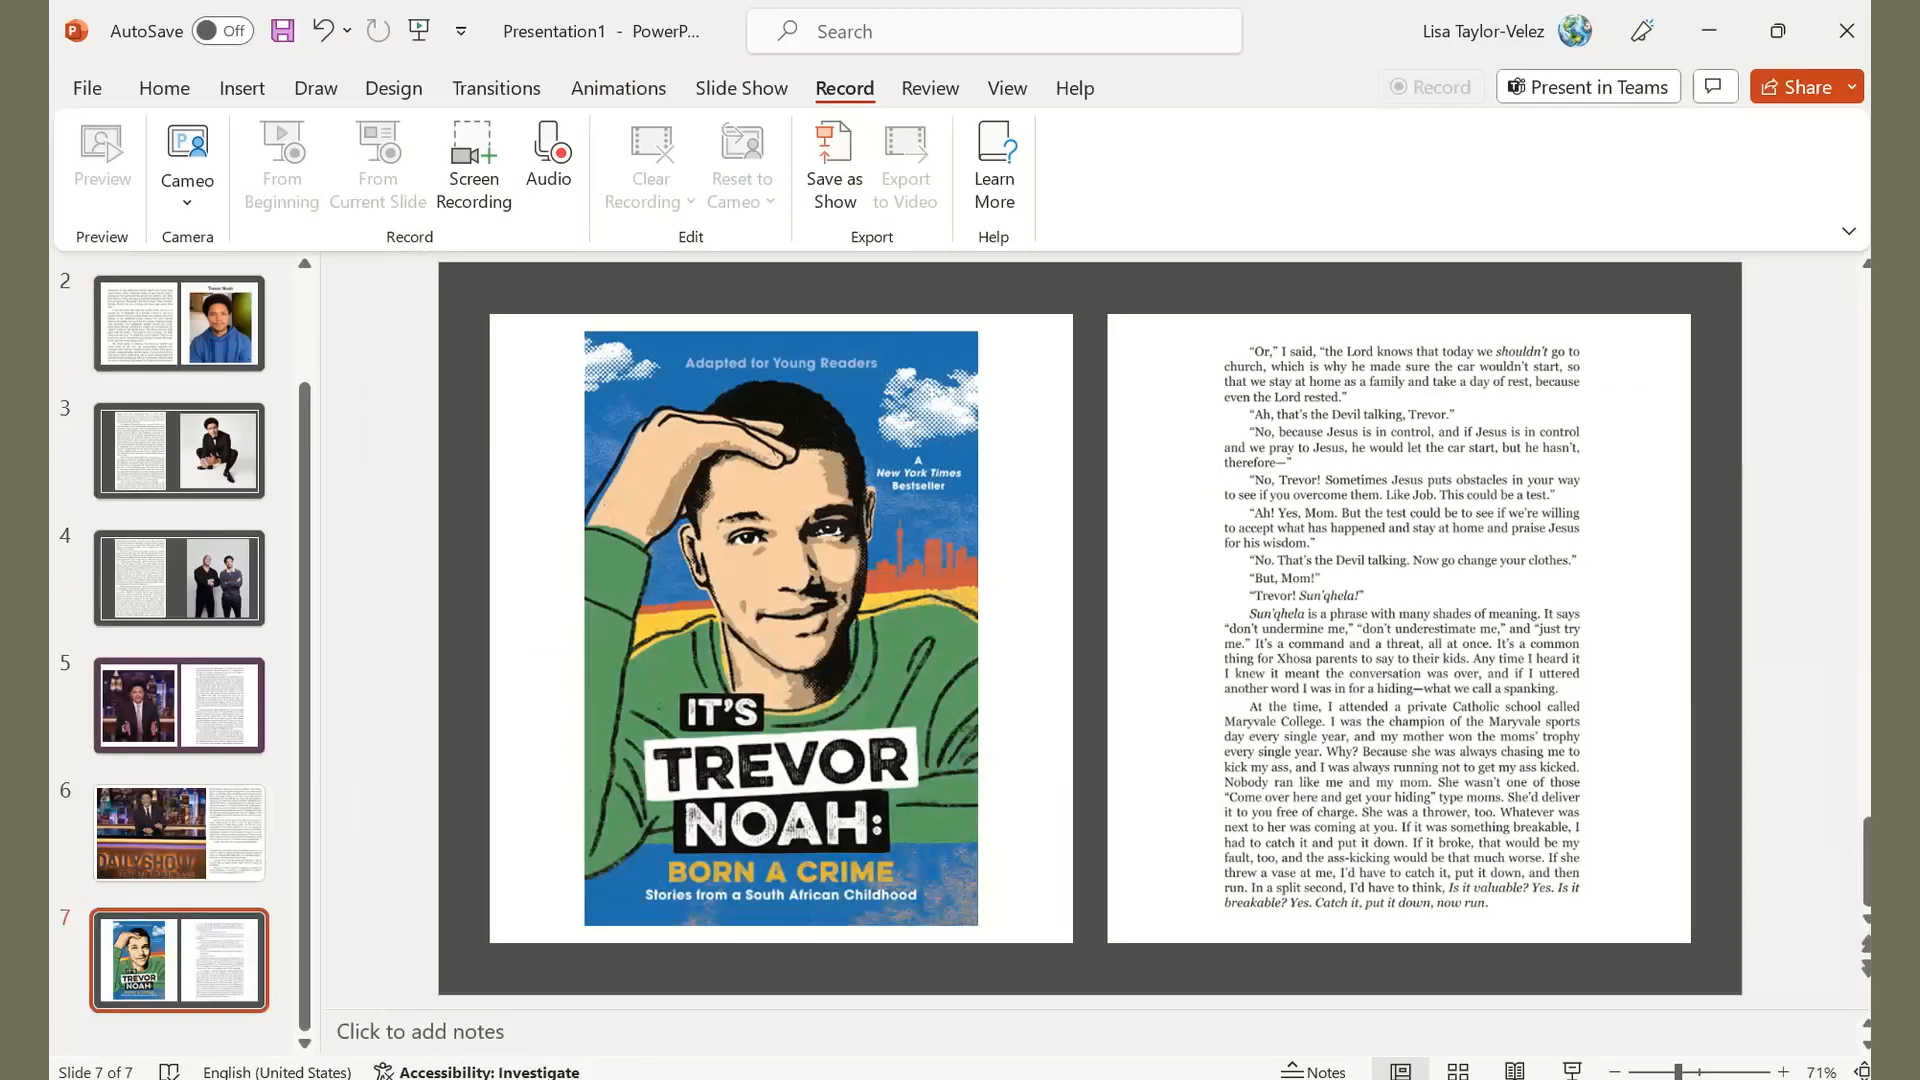 AutoSave Off Presentation1 - PowerP... Search Lisa Taylor-Velez
File Home Insert Draw Design Transitions Animations Slide Show Record Review View Help Record Present in Teams Share
Preview Cameo From Beginning From Current Slide Screen Recording Audio Clear Recording Reset to Cameo Save as Show Export to Video Learn More
Preview Camera Record Edit Export Help
2
Trevor Noah
3
4
5
6
DAILYSHOW
7
IT'S
TREVOR
NOAH:
Adapted for Young Readers
A
New York Times
Bestseller
IT'S
TREVOR
NOAH:
BORN A CRIME
Stories from a South African Childhood
“Or,” I said, “the Lord knows that today we shouldn’t go to
church, which is why he made sure the car wouldn’t start, so
that we stay at home as a family and take a day of rest, because
even the Lord rested.”
“Ah, that’s the Devil talking, Trevor.”
“No, because Jesus is in control, and if Jesus is in control
and we pray to Jesus, he would let the car start, but he hasn’t,
therefore—”
“No, Trevor! Sometimes Jesus puts obstacles in your way
to see if you overcome them. Like Job. This could be a test.”
“Ah! Yes, Mom. But the test could be to see if we’re willing
to accept what has happened and stay at home and praise Jesus
for his wisdom.”
“No. That’s the Devil talking. Now go change your clothes.”
“But, Mom!”
“Trevor! Sun’qhela!”
Sun’qhela is a phrase with many shades of meaning. It says
“don’t undermine me,” “don’t underestimate me,” and “just try
me.” It’s a command and a threat, all at once. It’s a common
thing for Xhosa parents to say to their kids. Any time I heard it
I knew it meant the conversation was over, and if I uttered
another word I was in for a hiding—what we call a spanking.
At the time, I attended a private Catholic school called
Maryvale College. I was the champion of the Maryvale sports
day every single year, and my mother won the moms’ trophy
every single year. Why? Because she was always chasing me to
kick my ass, and I was always running not to get my ass kicked.
Nobody ran like me and my mom. She wasn’t one of those
“Come over here and get your hiding” type moms. She’d deliver
it to you free of charge. She was a thrower, too. Whatever was
next to her was coming at you. If it was something breakable, I
had to catch it and put it down. If it broke, that would be my
fault, too, and the ass-kicking would be that much worse. If she
threw a vase at me, I’d have to catch it, put it down, and then
run. In a split second, I’d have to think, Is it valuable? Yes. Is it
breakable? Yes. Catch it, put it down, now run.
Click to add notes
Slide 7 of 7 English (United States) Accessibility: Investigate Notes 71%